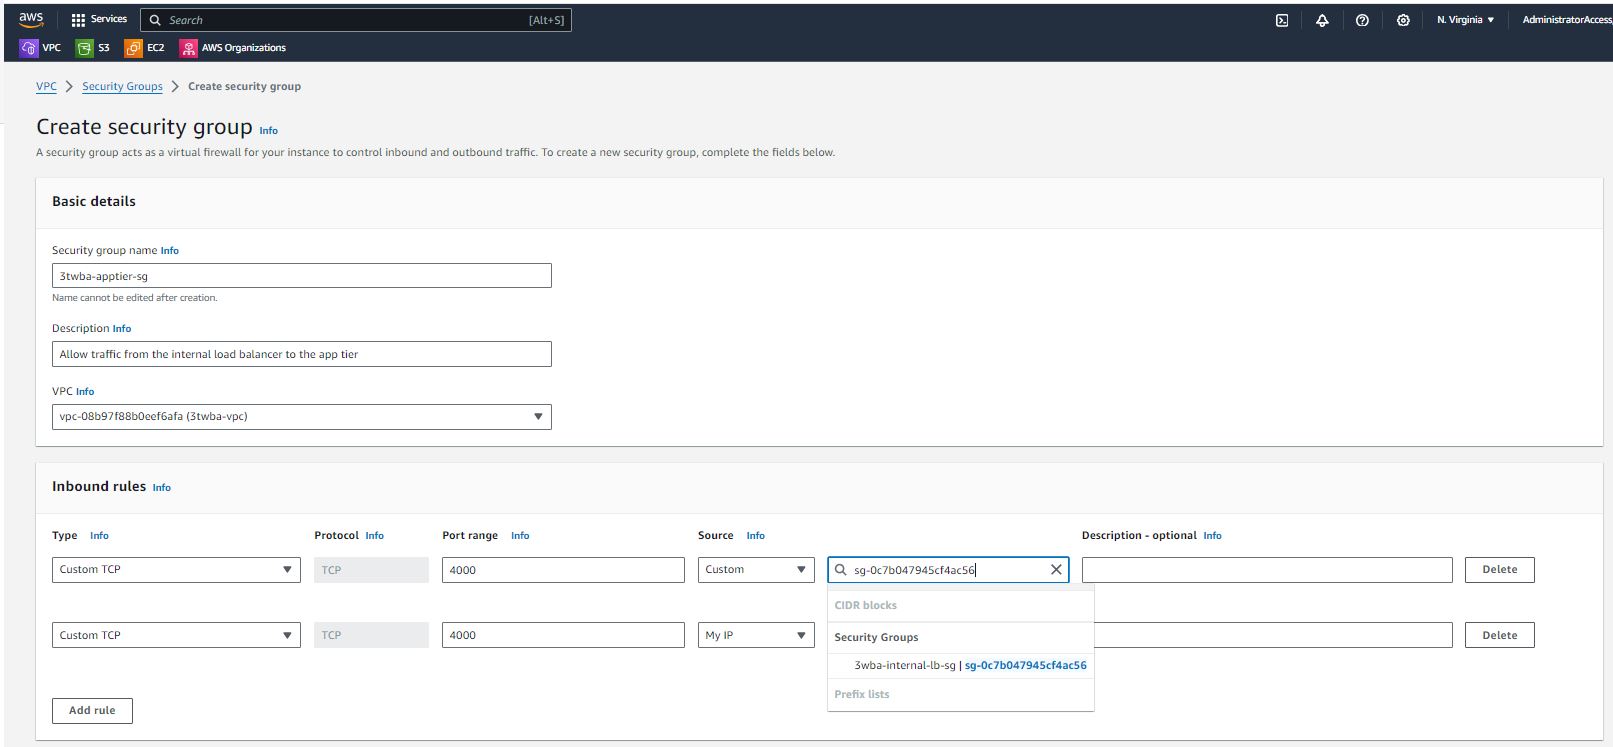 aws Services Search [Alt+S] N. Virginia AdministratorAccess
VPC S3 EC2 AWS Organizations
VPC > Security Groups > Create security group
Create security group Info
A security group acts as a virtual firewall for your instance to control inbound and outbound traffic. To create a new security group, complete the fields below.
Basic details
Security group name Info
3twba-apptier-sg
Name cannot be edited after creation.
Description Info
Allow traffic from the internal load balancer to the app tier
VPC Info
vpc-08b97f88b0eef6afa (3twba-vpc)
Inbound rules Info
Type Info Protocol Info Port range Info Source Info Description - optional Info
Custom TCP TCP 4000 Custom sg-0c7b047945cf4ac56 Delete
CIDR blocks
Custom TCP TCP 4000 My IP Security Groups Delete
3wba-internal-lb-sg | sg-0c7b047945cf4ac56
Prefix lists
Add rule